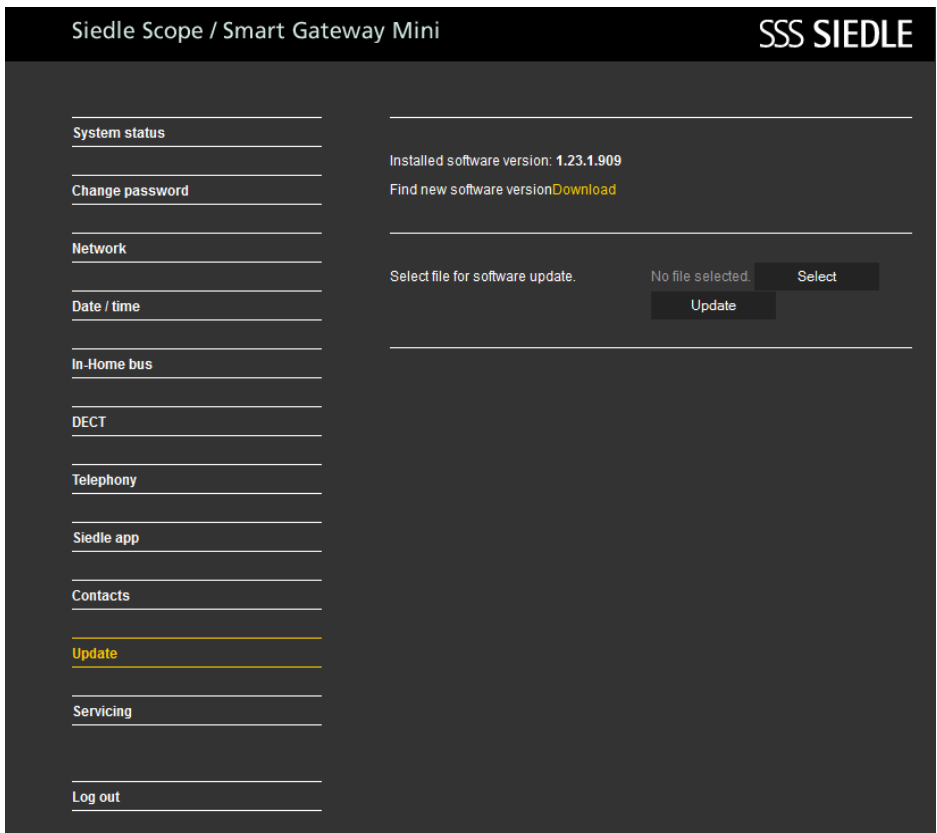 Siedle Scope / Smart Gateway Mini
SSS SIEDLE
System status
Change password
Network
Date / time
In-Home bus
DECT
Telephony
Siedle app
Contacts
Update
Servicing
Log out
Installed software version: 1.23.1.909
Find new software versionDownload
Select file for software update.
No file selected.
Select
Update